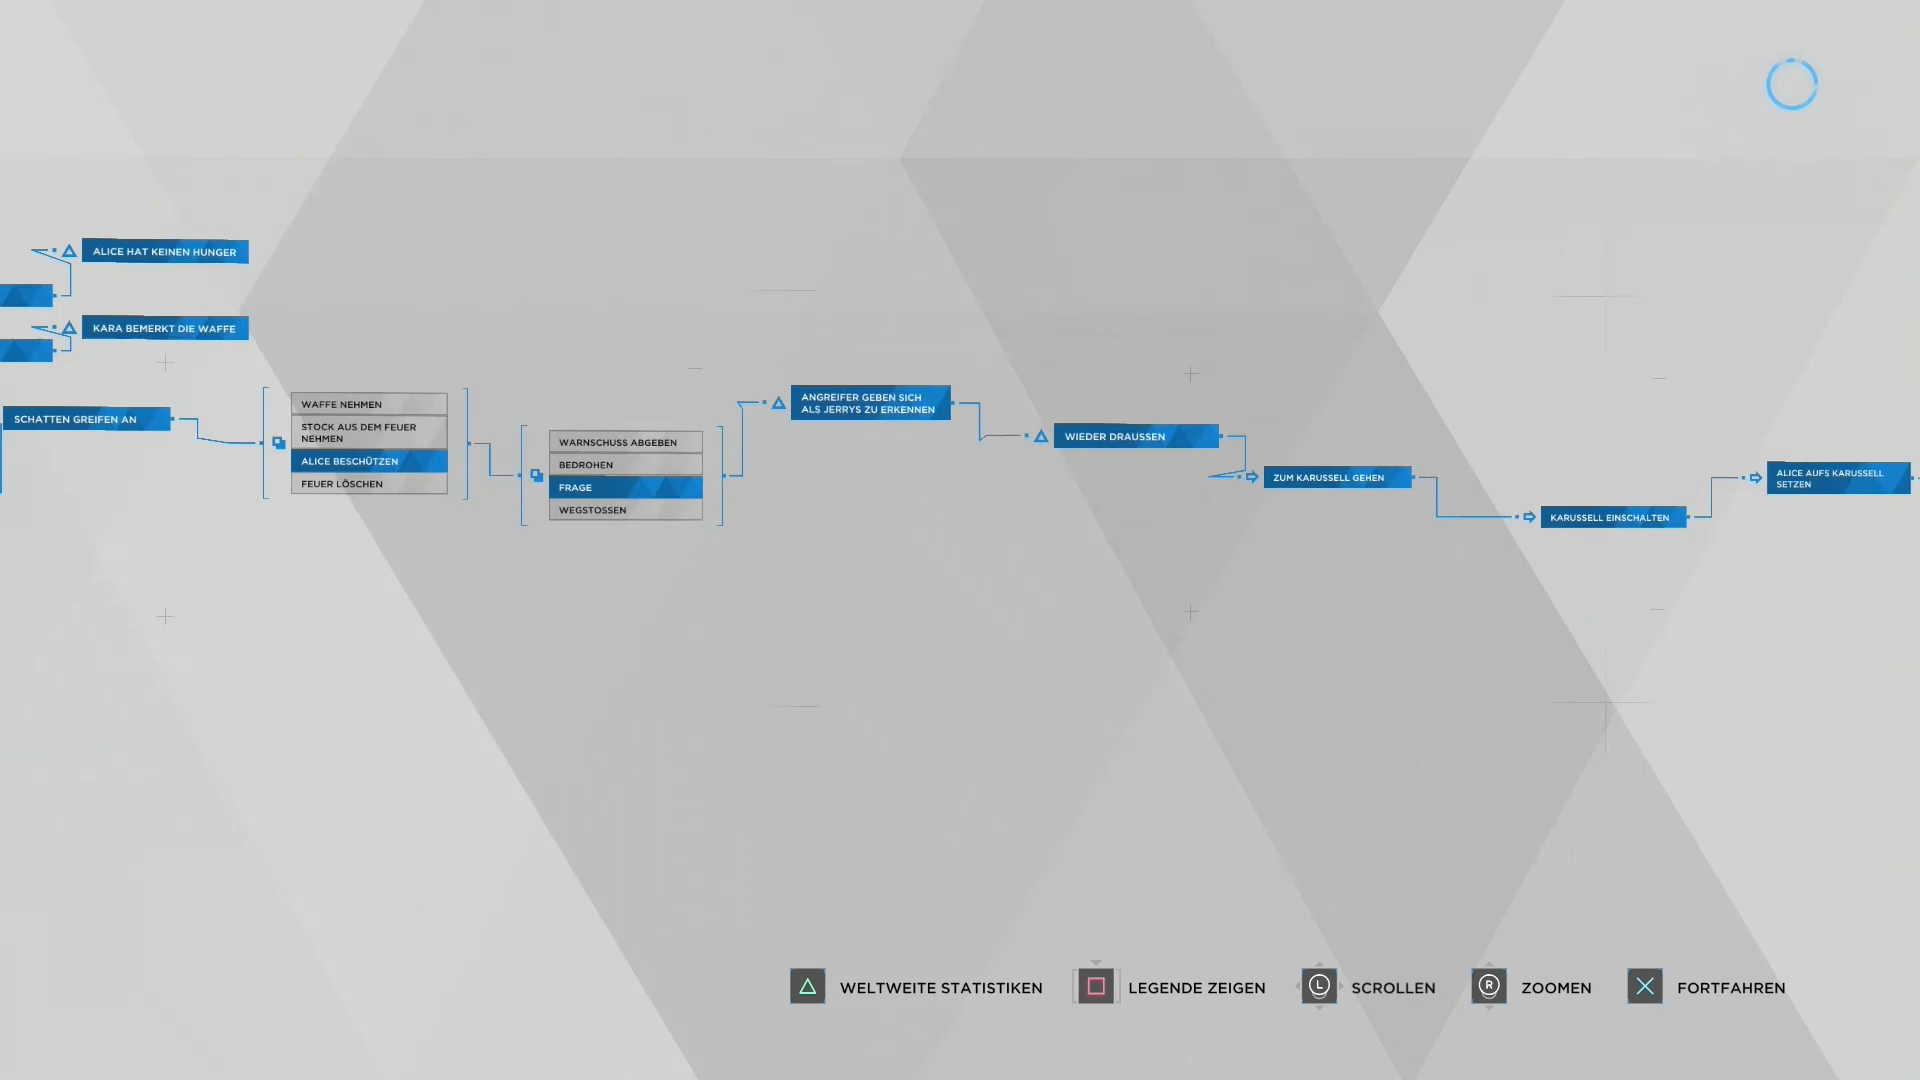 ALICE HAT KEINEN HUNGER
KARA BEMERKT DIE WAFFE
SCHATTEN GREIFEN AN
WAFFE NEHMEN
STOCK AUS DEM FEUER
NEHMEN
ALICE BESCHÜTZEN
FEUER LÖSCHEN
WARNSCHUSS ABGEBEN
BEDROHEN
FRAGE
WEGSTOSSEN
ANGREIFER GEBEN SICH
ALS JERRYS ZU ERKENNEN
WIEDER DRAUSSEN
ZUM KARUSSELL GEHEN
KARUSSELL EINSCHALTEN
ALICE AUFS KARUSSELL
SETZEN
WELTWEITE STATISTIKEN
LEGENDE ZEIGEN
L
SCROLLEN
R
ZOOMEN
FORTFAHREN